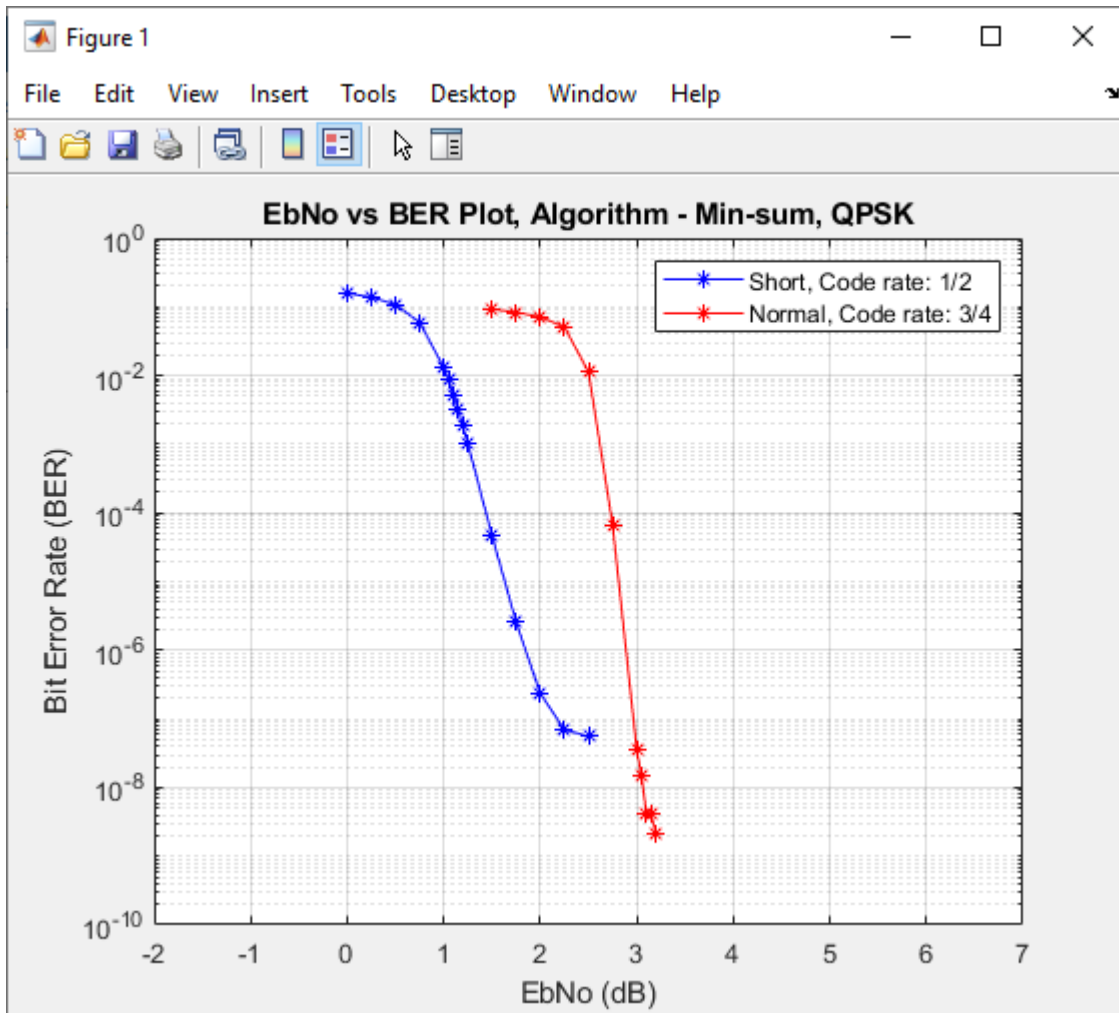 Figure 1
File Edit View Insert Tools Desktop Window Help
EbNo vs BER Plot, Algorithm - Min-sum, QPSK
Short, Code rate: 1/2
Normal, Code rate: 3/4
Bit Error Rate (BER)
10^0
10^-2
10^-4
10^-6
10^-8
10^-10
-2 -1 0 1 2 3 4 5 6 7
EbNo (dB)